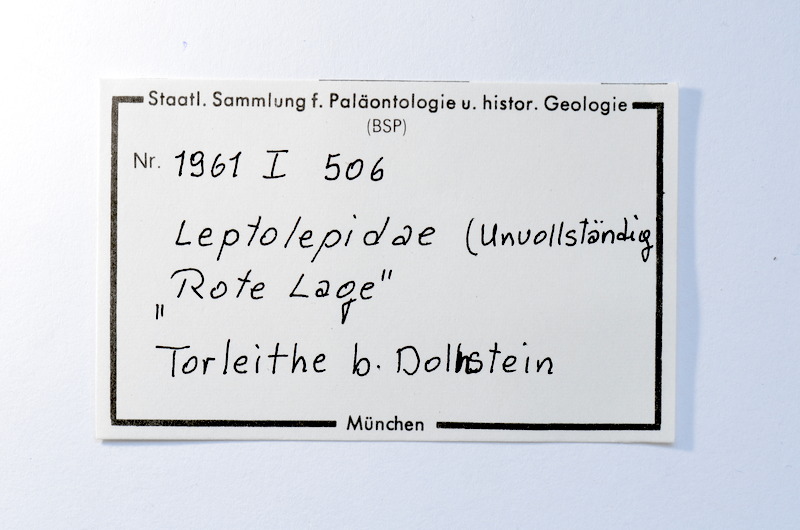 Staatl. Sammlung f. Paläontologie u. histor. Geologie
(BSP)
Nr. 1961 I 506
Leptolepidae (Unvollständig
"Rote Lage"
Torleithe b. Dollnstein
München